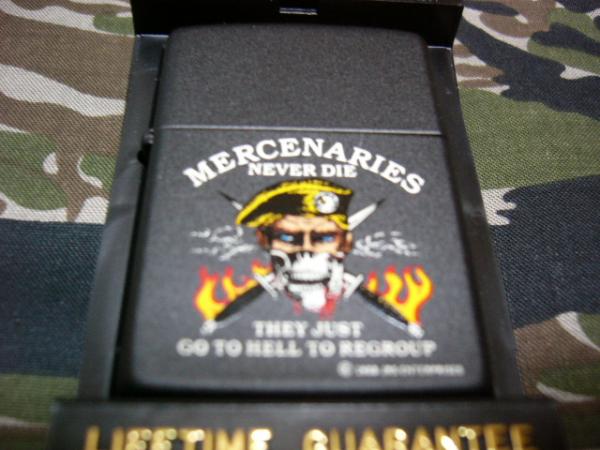 MERCENARIES
NEVER DIE
THEY JUST
GO TO HELL TO REGROUP
LIFETIME GUARANTEE